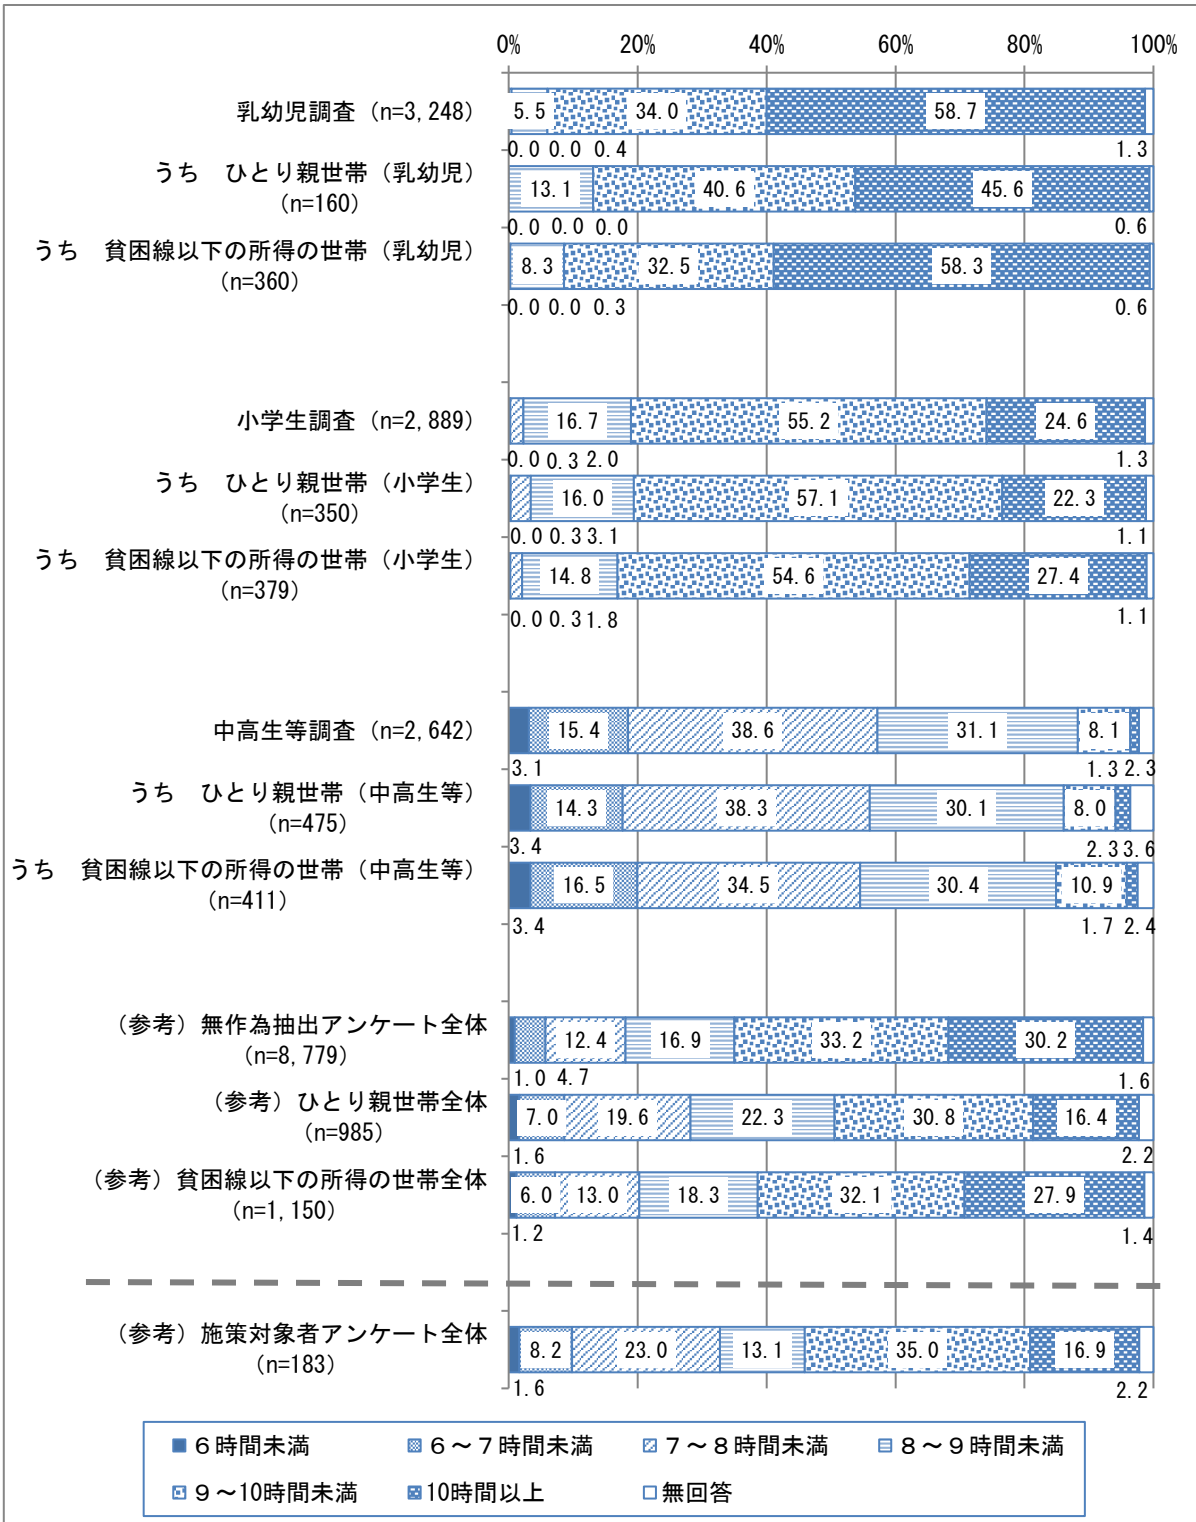 0% 20% 40% 60% 80% 100%
乳幼児調査（n=3,248） 5.5 34.0 58.7
0.0 0.0 0.4 1.3
うち　ひとり親世帯（乳幼児）
（n=160） 13.1 40.6 45.6
0.0 0.0 0.0 0.6
うち　貧困線以下の所得の世帯（乳幼児）
（n=360） 8.3 32.5 58.3
0.0 0.0 0.3 0.6
小学生調査（n=2,889） 16.7 55.2 24.6
0.0 0.3 2.0 1.3
うち　ひとり親世帯（小学生）
（n=350） 16.0 57.1 22.3
0.0 0.3 3.1 1.1
うち　貧困線以下の所得の世帯（小学生）
（n=379） 14.8 54.6 27.4
0.0 0.3 1.8 1.1
中高生等調査（n=2,642） 15.4 38.6 31.1 8.1
3.1 1.3 2.3
うち　ひとり親世帯（中高生等）
（n=475） 14.3 38.3 30.1 8.0
3.4 2.3 3.6
うち　貧困線以下の所得の世帯（中高生等）
（n=411） 16.5 34.5 30.4 10.9
3.4 1.7 2.4
（参考）無作為抽出アンケート全体
（n=8,779） 12.4 16.9 33.2 30.2
1.0 4.7 1.6
（参考）ひとり親世帯全体
（n=985） 7.0 19.6 22.3 30.8 16.4
1.6 2.2
（参考）貧困線以下の所得の世帯全体
（n=1,150） 6.0 13.0 18.3 32.1 27.9
1.2 1.4
（参考）施策対象者アンケート全体
（n=183） 8.2 23.0 13.1 35.0 16.9
1.6 2.2
６時間未満 ６～７時間未満 ７～８時間未満 ８～９時間未満
９～10時間未満 10時間以上 無回答